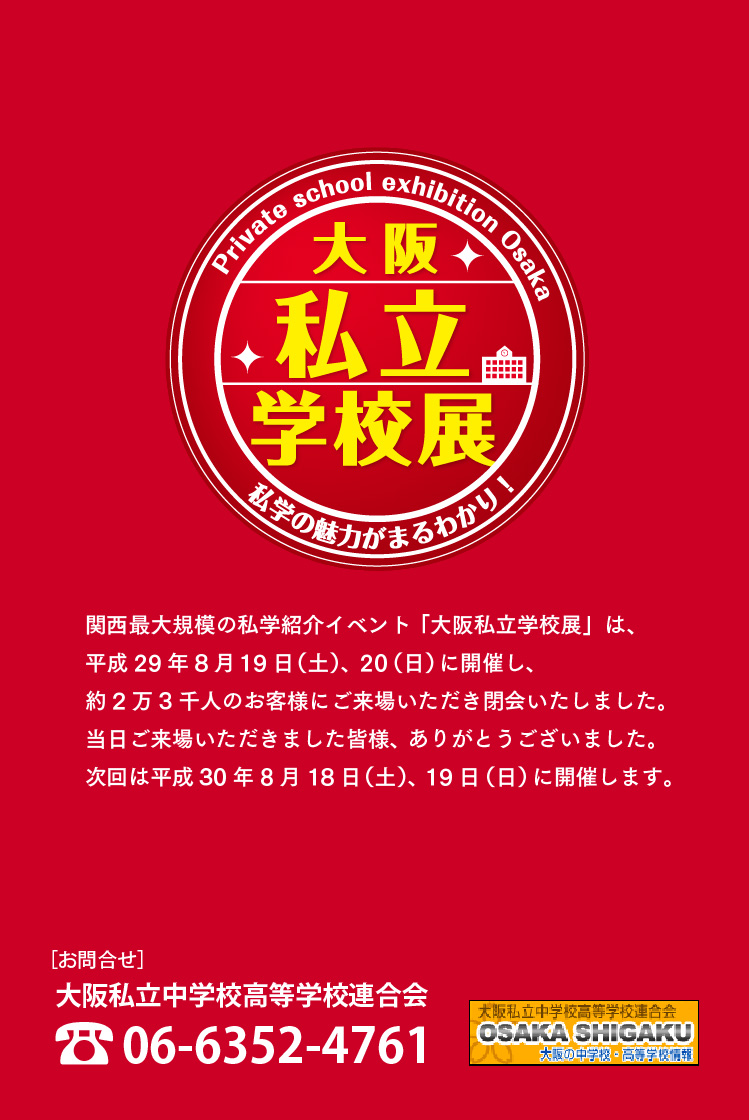 Private school exhibition Osaka
大阪
私立
学校展
私学の魅力がまるわかり！
関西最大規模の私学紹介イベント「大阪私立学校展」は、
平成29年8月19日（土）、20（日）に開催し、
約2万3千人のお客様にご来場いただき閉会いたしました。
当日ご来場いただきました皆様、ありがとうございました。
次回は平成30年8月18日（土）、19日（日）に開催します。
［お問合せ］
大阪私立中学校高等学校連合会
☎06-6352-4761
大阪私立中学校高等学校連合会
OSAKA SHIGAKU
大阪の中学校・高等学校情報